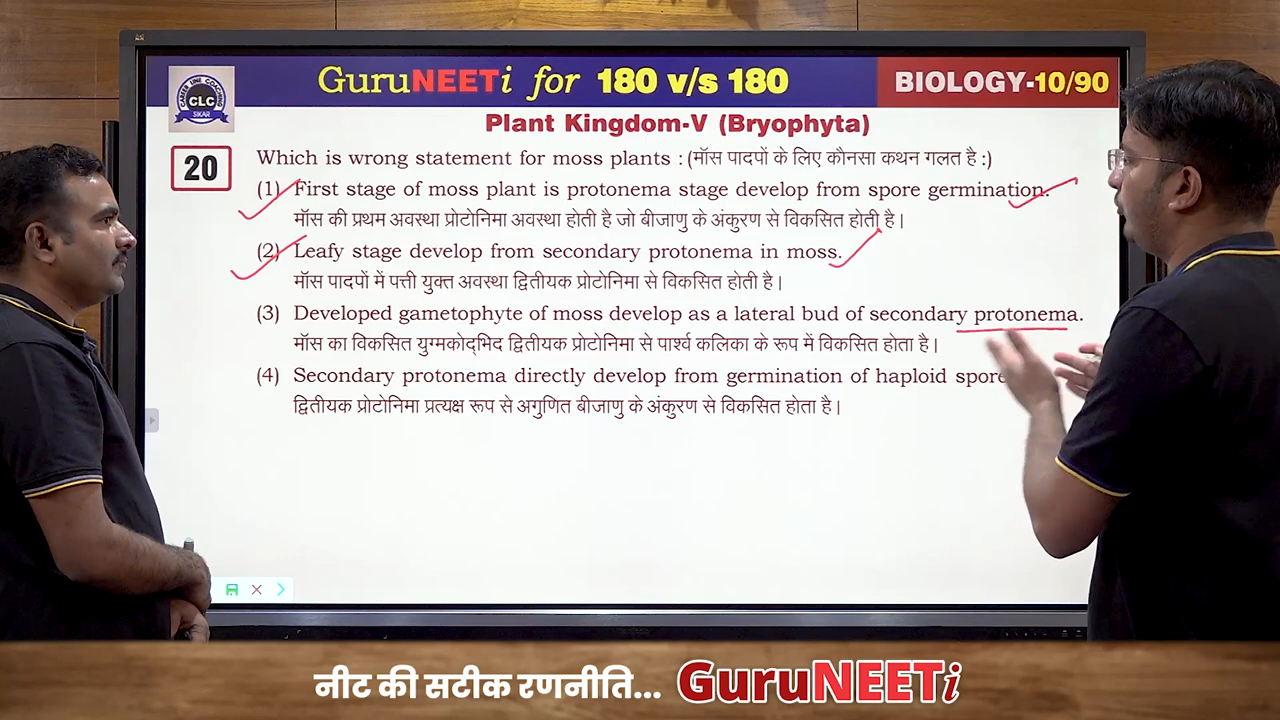 GuruNEETi for 180 v/s 180
BIOLOGY-10/90
CAREER LINE COACHING
CLC
SIKAR
Plant Kingdom-V (Bryophyta)
20
Which is wrong statement for moss plants : (मॉस पादपों के लिए कौनसा कथन गलत है :)
(1) First stage of moss plant is protonema stage develop from spore germination.
मॉस की प्रथम अवस्था प्रोटोनिमा अवस्था होती है जो बीजाणु के अंकुरण से विकसित होती है।
(2) Leafy stage develop from secondary protonema in moss.
मॉस पादपों में पत्ती युक्त अवस्था द्वितीयक प्रोटोनिमा से विकसित होती है।
(3) Developed gametophyte of moss develop as a lateral bud of secondary protonema.
मॉस का विकसित युग्मकोद्‌भिद द्वितीयक प्रोटोनिमा से पार्श्व कलिका के रूप में विकसित होता है।
(4) Secondary protonema directly develop from germination of haploid spore
द्वितीयक प्रोटोनिमा प्रत्यक्ष रूप से अगुणित बीजाणु के अंकुरण से विकसित होता है।
नीट की सटीक रणनीति... GuruNEETi